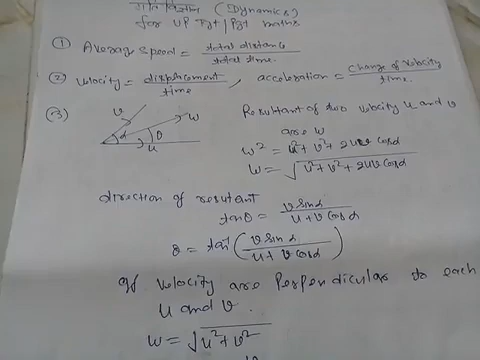 गति विज्ञान (Dynamics)
for UP TGT/PGT maths
① Average speed = total distance / total time
② velocity = displacement / time, acceleration = change of velocity / time
③ v w α θ u
Resultant of two velocity u and v
are w
w² = u² + v² + 2uv cosα
w = √(u² + v² + 2uv cosα)
direction of resutant
tanθ = v sinα / u + v cosα
θ = tan⁻¹(v sinα / u + v cosα)
If velocity are Perpendicular to each
u and v.
w = √(u² + v²)